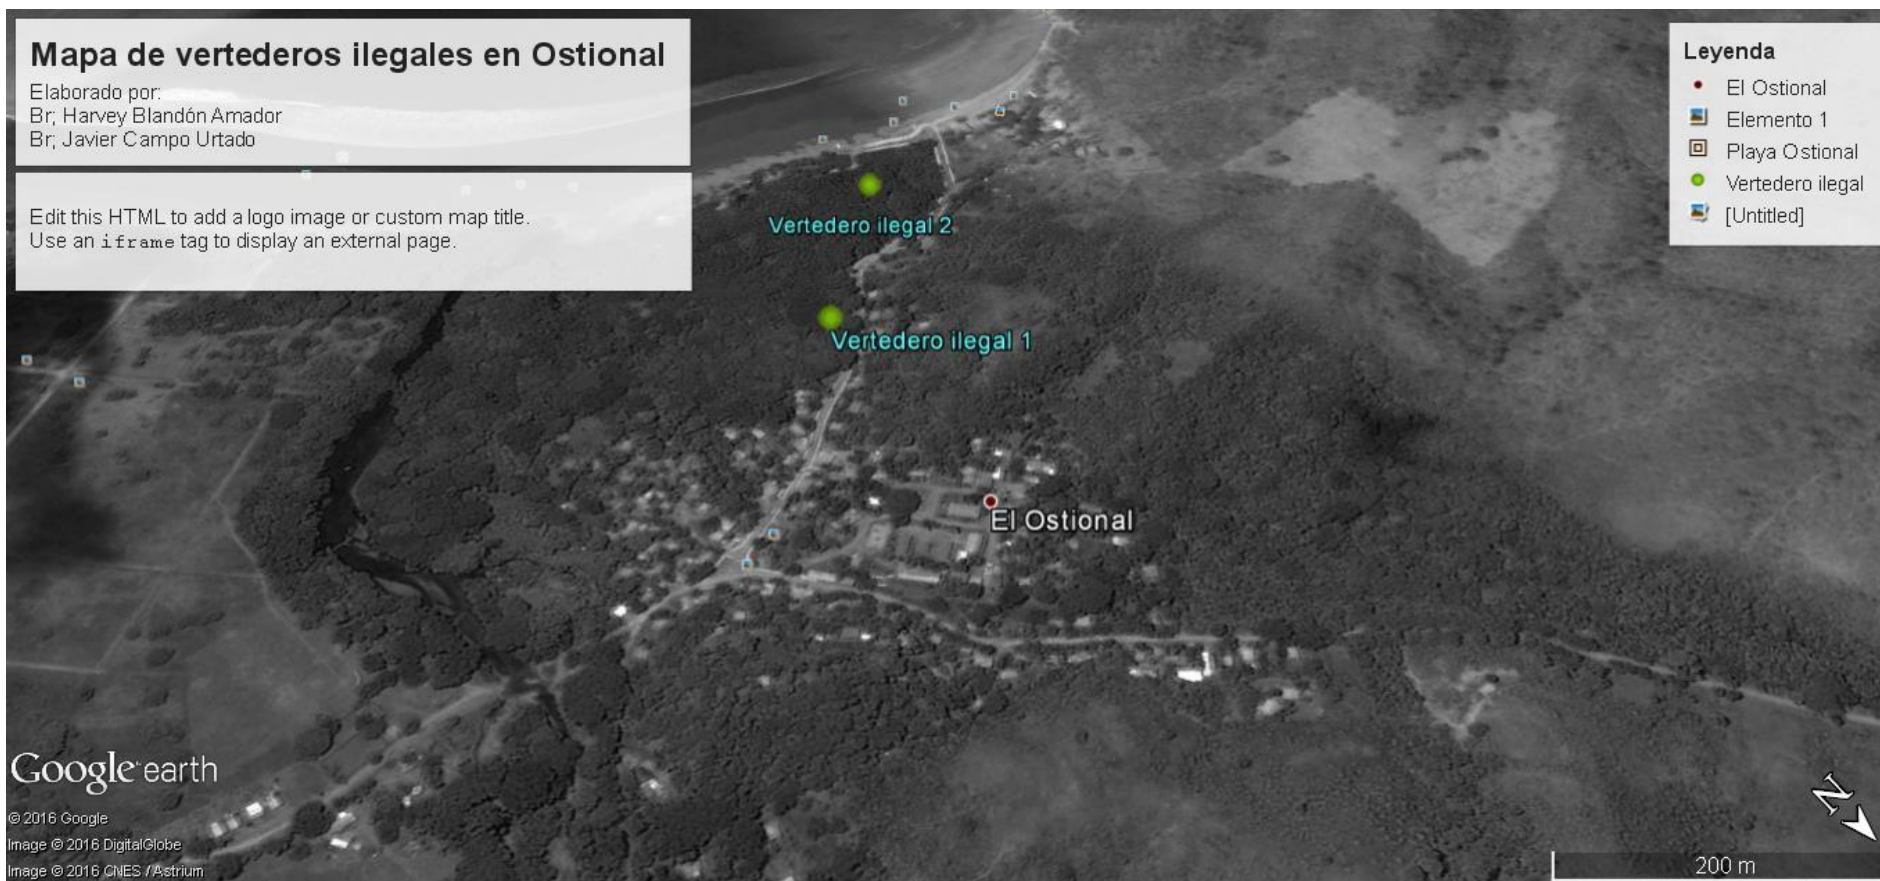 Mapa de vertederos ilegales en Ostional
Elaborado por:
Br; Harvey Blandón Amador
Br; Javier Campo Urtado
Edit this HTML to add a logo image or custom map title.
Use an iframe tag to display an external page.
Leyenda
El Ostional
Elemento 1
Playa Ostional
Vertedero ilegal
[Untitled]
Vertedero ilegal 2
Vertedero ilegal 1
El Ostional
Google earth
© 2016 Google
Image © 2016 DigitalGlobe
Image © 2016 CNES / Astrium
N
200 m